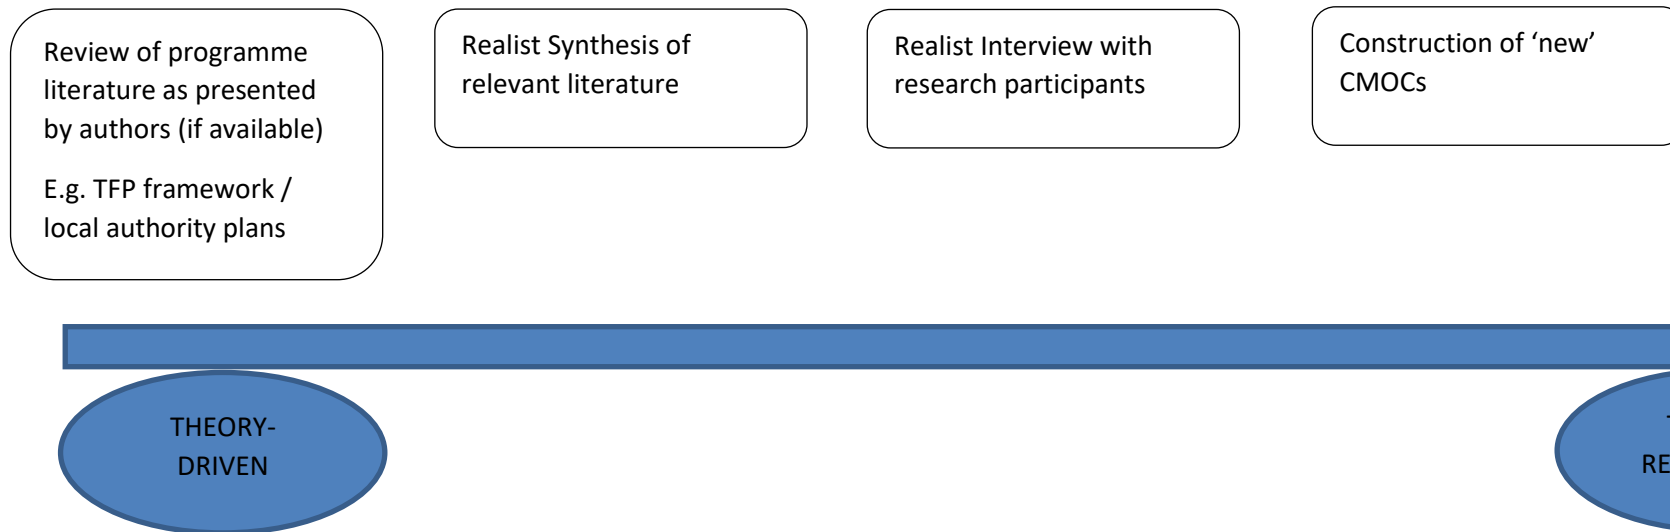 Review of programme
literature as presented
by authors (if available)
E.g. TFP framework /
local authority plans
Realist Synthesis of
relevant literature
Realist Interview with
research participants
Construction of ‘new’
CMOCs
THEORY-
DRIVEN